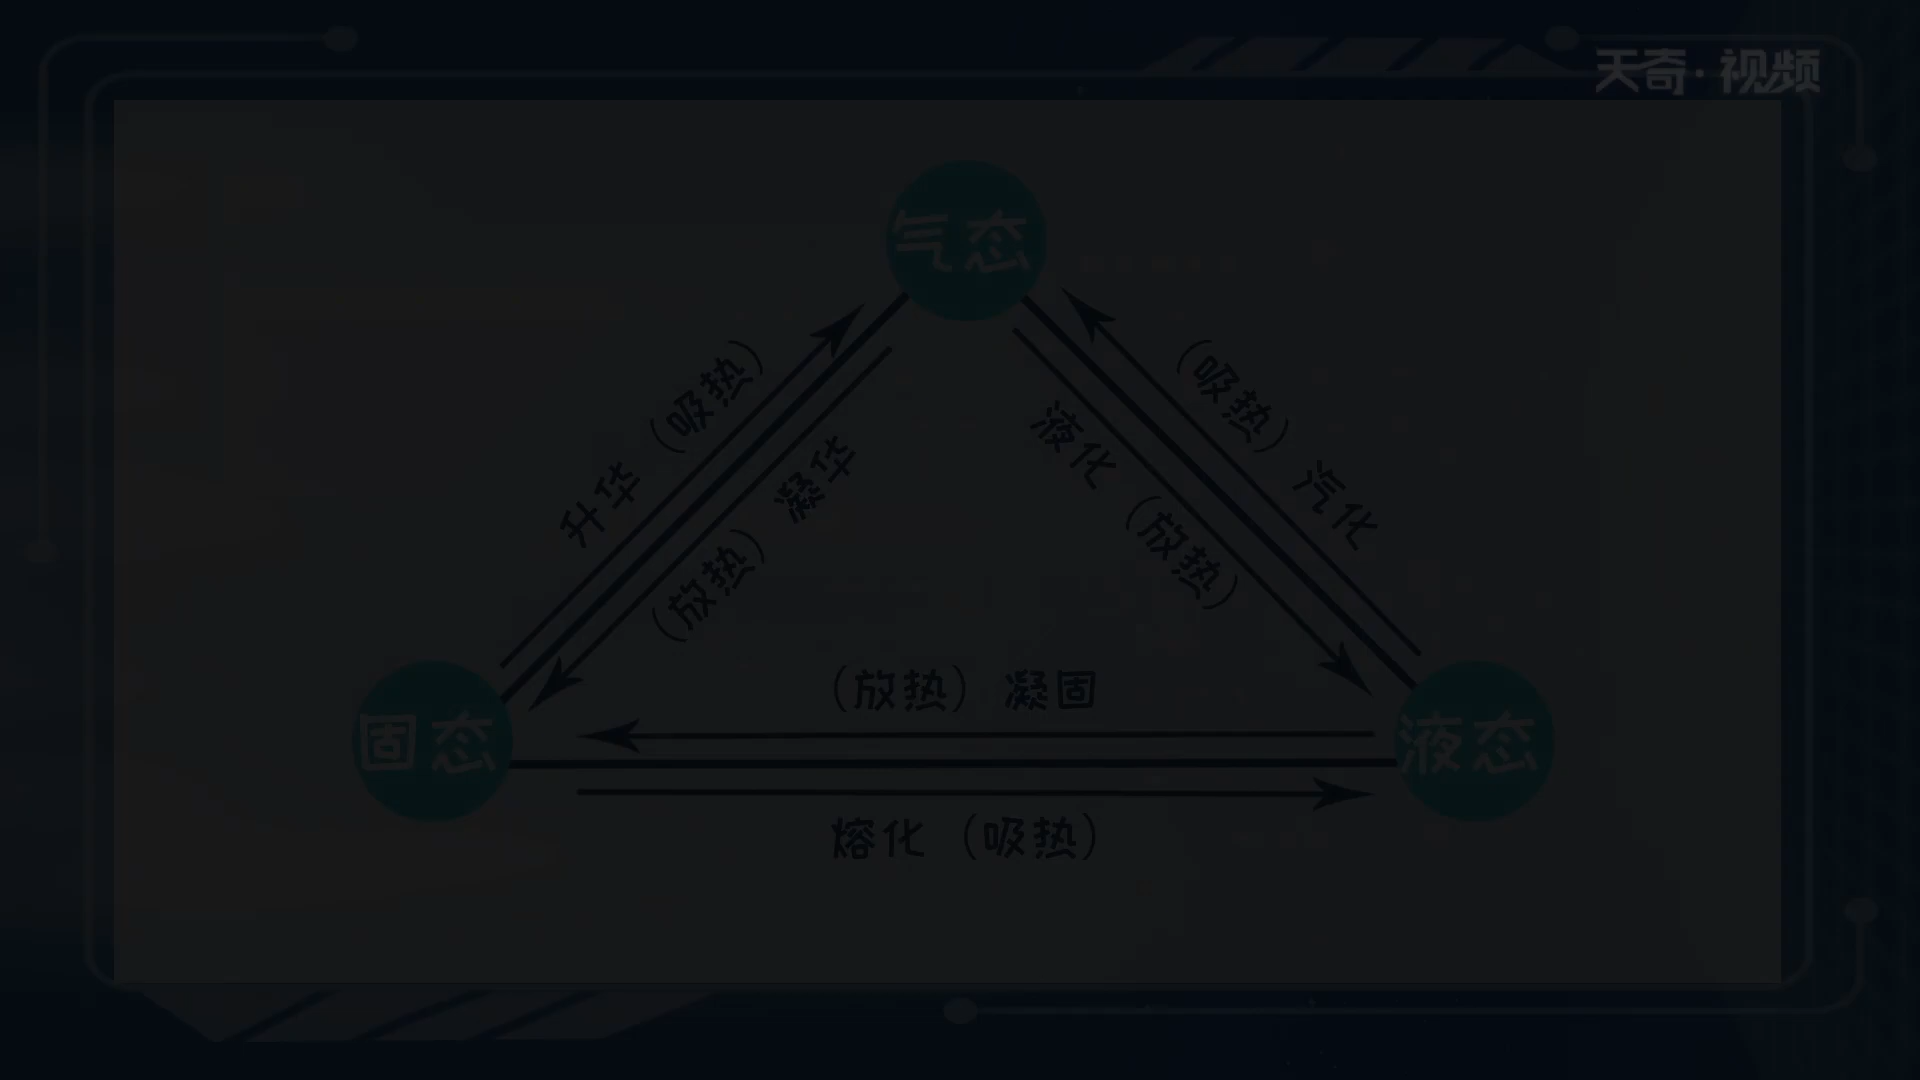 天奇·视频
气态
升华（吸热）
（放热）凝华
液化（放热）
（吸热）汽化
（放热）凝固
固态
液态
熔化（吸热）